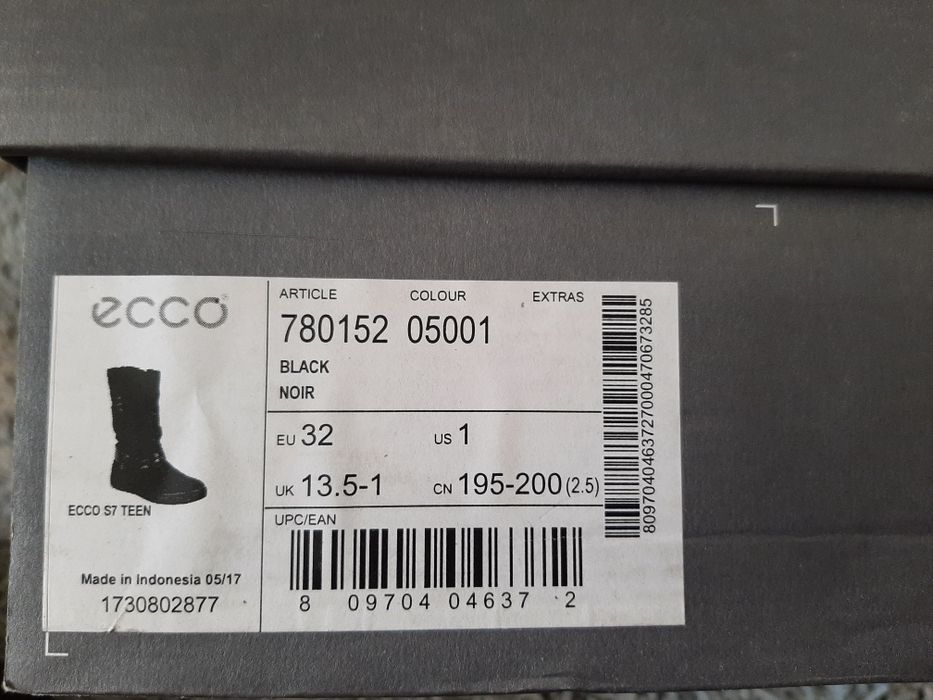 ecco
ECCO S7 TEEN
Made in Indonesia 05/17
1730802877
ARTICLE COLOUR EXTRAS
780152 05001
BLACK
NOIR
EU 32 US 1
UK 13.5-1 CN 195-200 (2.5)
UPC/EAN
8 09704 04637 2
8097040463727000470673285